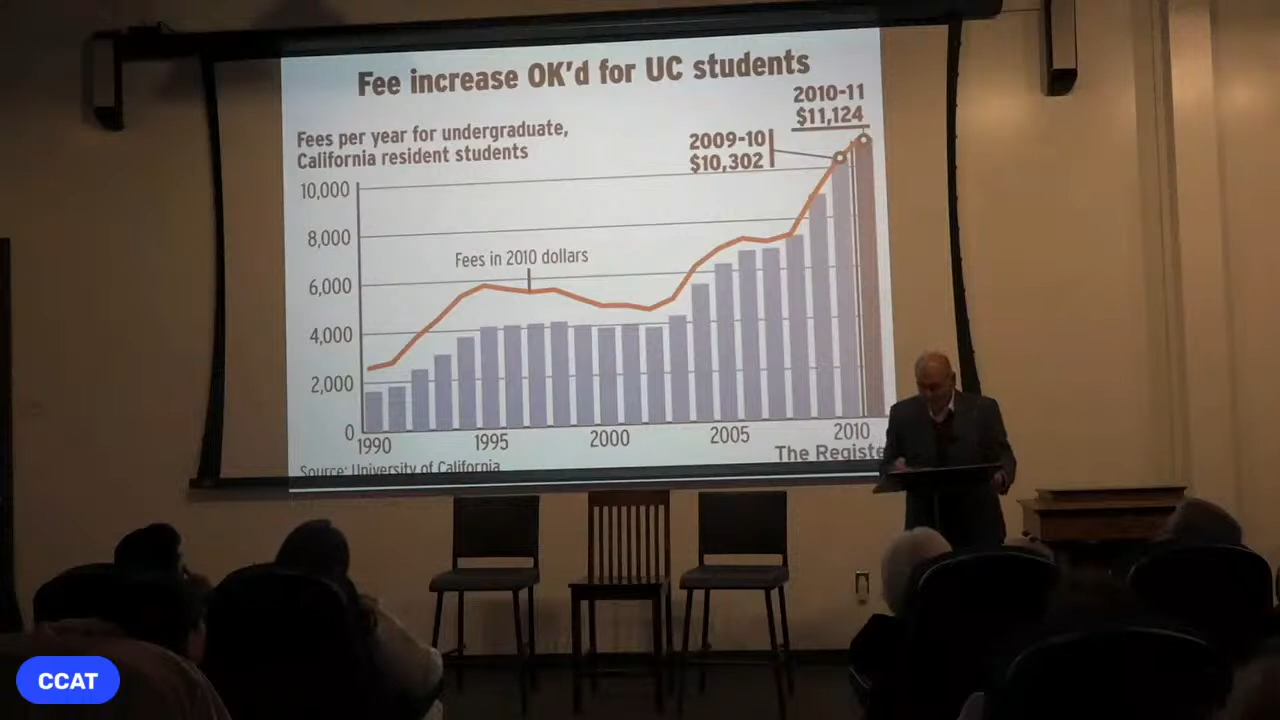 Fee increase OK'd for UC students
2010-11
$11,124
Fees per year for undergraduate,
California resident students
2009-10
$10,302
10,000
8,000
Fees in 2010 dollars
6,000
4,000
2,000
0
1990 1995 2000 2005 2010
The Registe
Source: University of California
CCAT